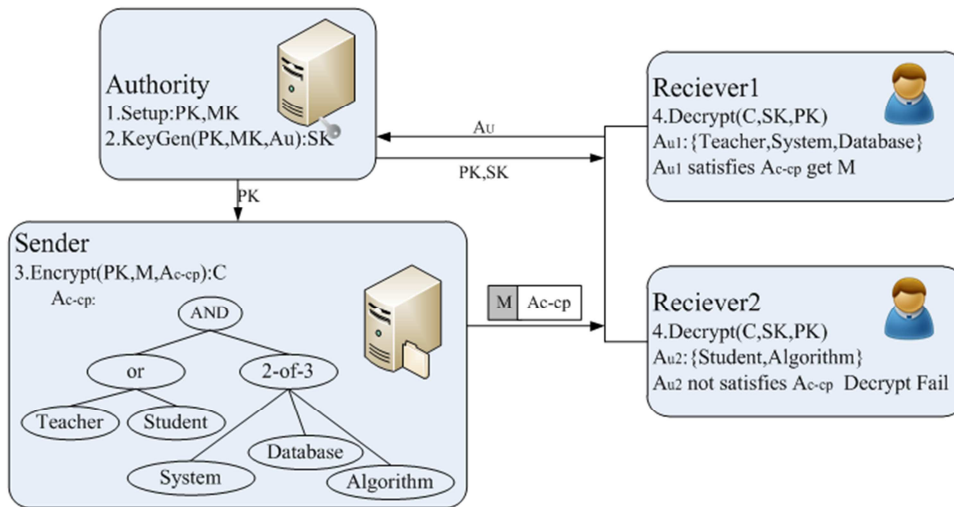 Authority
1.Setup:PK,MK
2.KeyGen(PK,MK,Au):SK
AU
PK,SK
PK
Reciever1
4.Decrypt(C,SK,PK)
Au1:{Teacher,System,Database}
Au1 satisfies Ac-cp get M
Sender
3.Encrypt(PK,M,Ac-cp):C
Ac-cp:
AND
or
2-of-3
Teacher
Student
System
Database
Algorithm
M Ac-cp
Reciever2
4.Decrypt(C,SK,PK)
Au2:{Student,Algorithm}
Au2 not satisfies Ac-cp Decrypt Fail